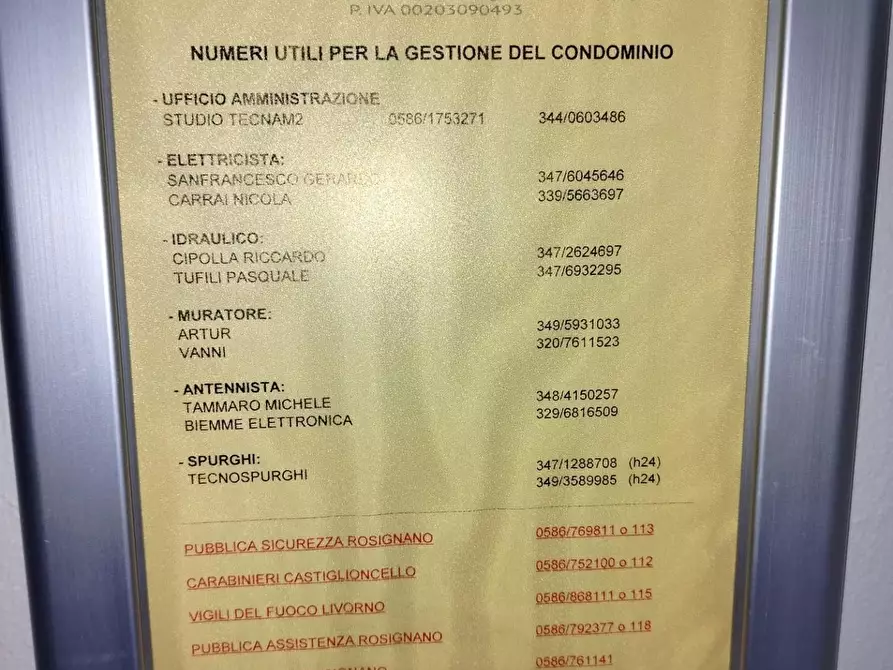 P. IVA 00203090493
NUMERI UTILI PER LA GESTIONE DEL CONDOMINIO
- UFFICIO AMMINISTRAZIONE
STUDIO TECNAM2 0586/1753271 344/0603486
- ELETTRICISTA:
SANFRANCESCO GERARDO 347/6045646
CARRAI NICOLA 339/5663697
- IDRAULICO:
CIPOLLA RICCARDO 347/2624697
TUFILI PASQUALE 347/6932295
- MURATORE:
ARTUR 349/5931033
VANNI 320/7611523
- ANTENNISTA:
TAMMARO MICHELE 348/4150257
BIEMME ELETTRONICA 329/6816509
- SPURGHI:
TECNOSPURGHI 347/1288708 (h24)
349/3589985 (h24)
PUBBLICA SICUREZZA ROSIGNANO 0586/769811 o 113
CARABINIERI CASTIGLIONCELLO 0586/752100 o 112
VIGILI DEL FUOCO LIVORNO 0586/868111 o 115
PUBBLICA ASSISTENZA ROSIGNANO 0586/792377 o 118
0586/761141